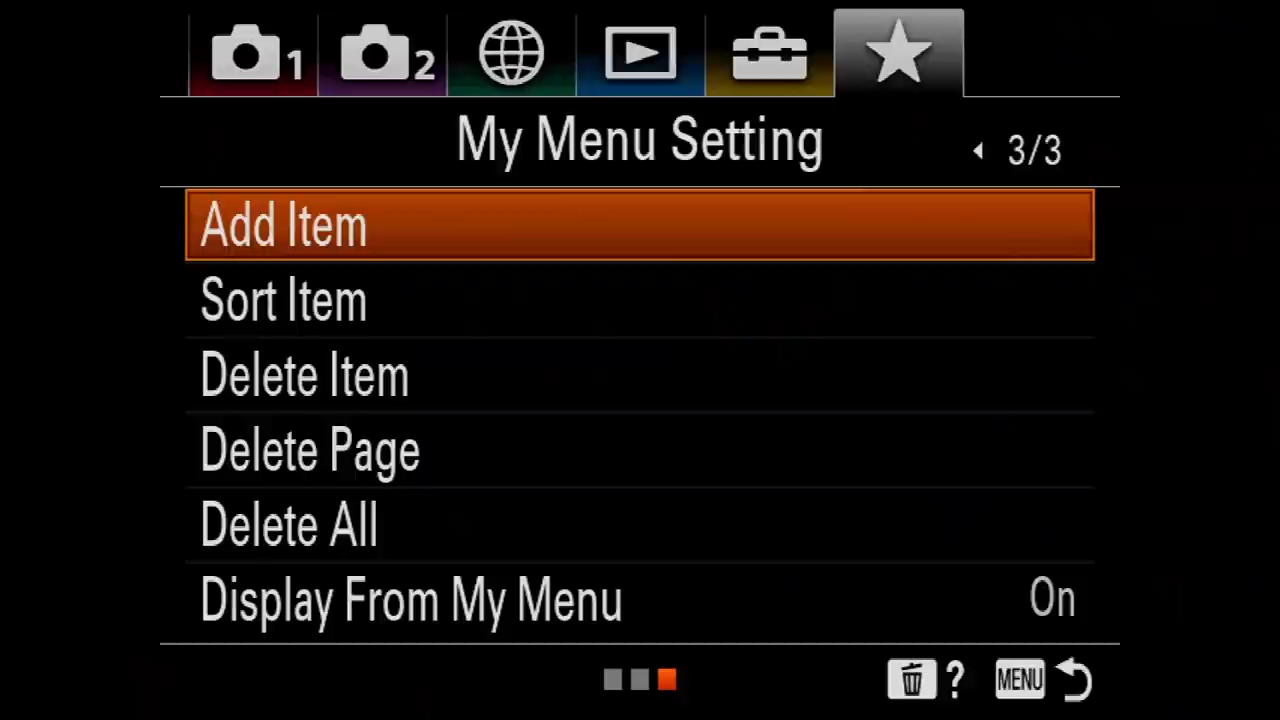 1 2
My Menu Setting
3/3
Add Item
Sort Item
Delete Item
Delete Page
Delete All
Display From My Menu On
? MENU